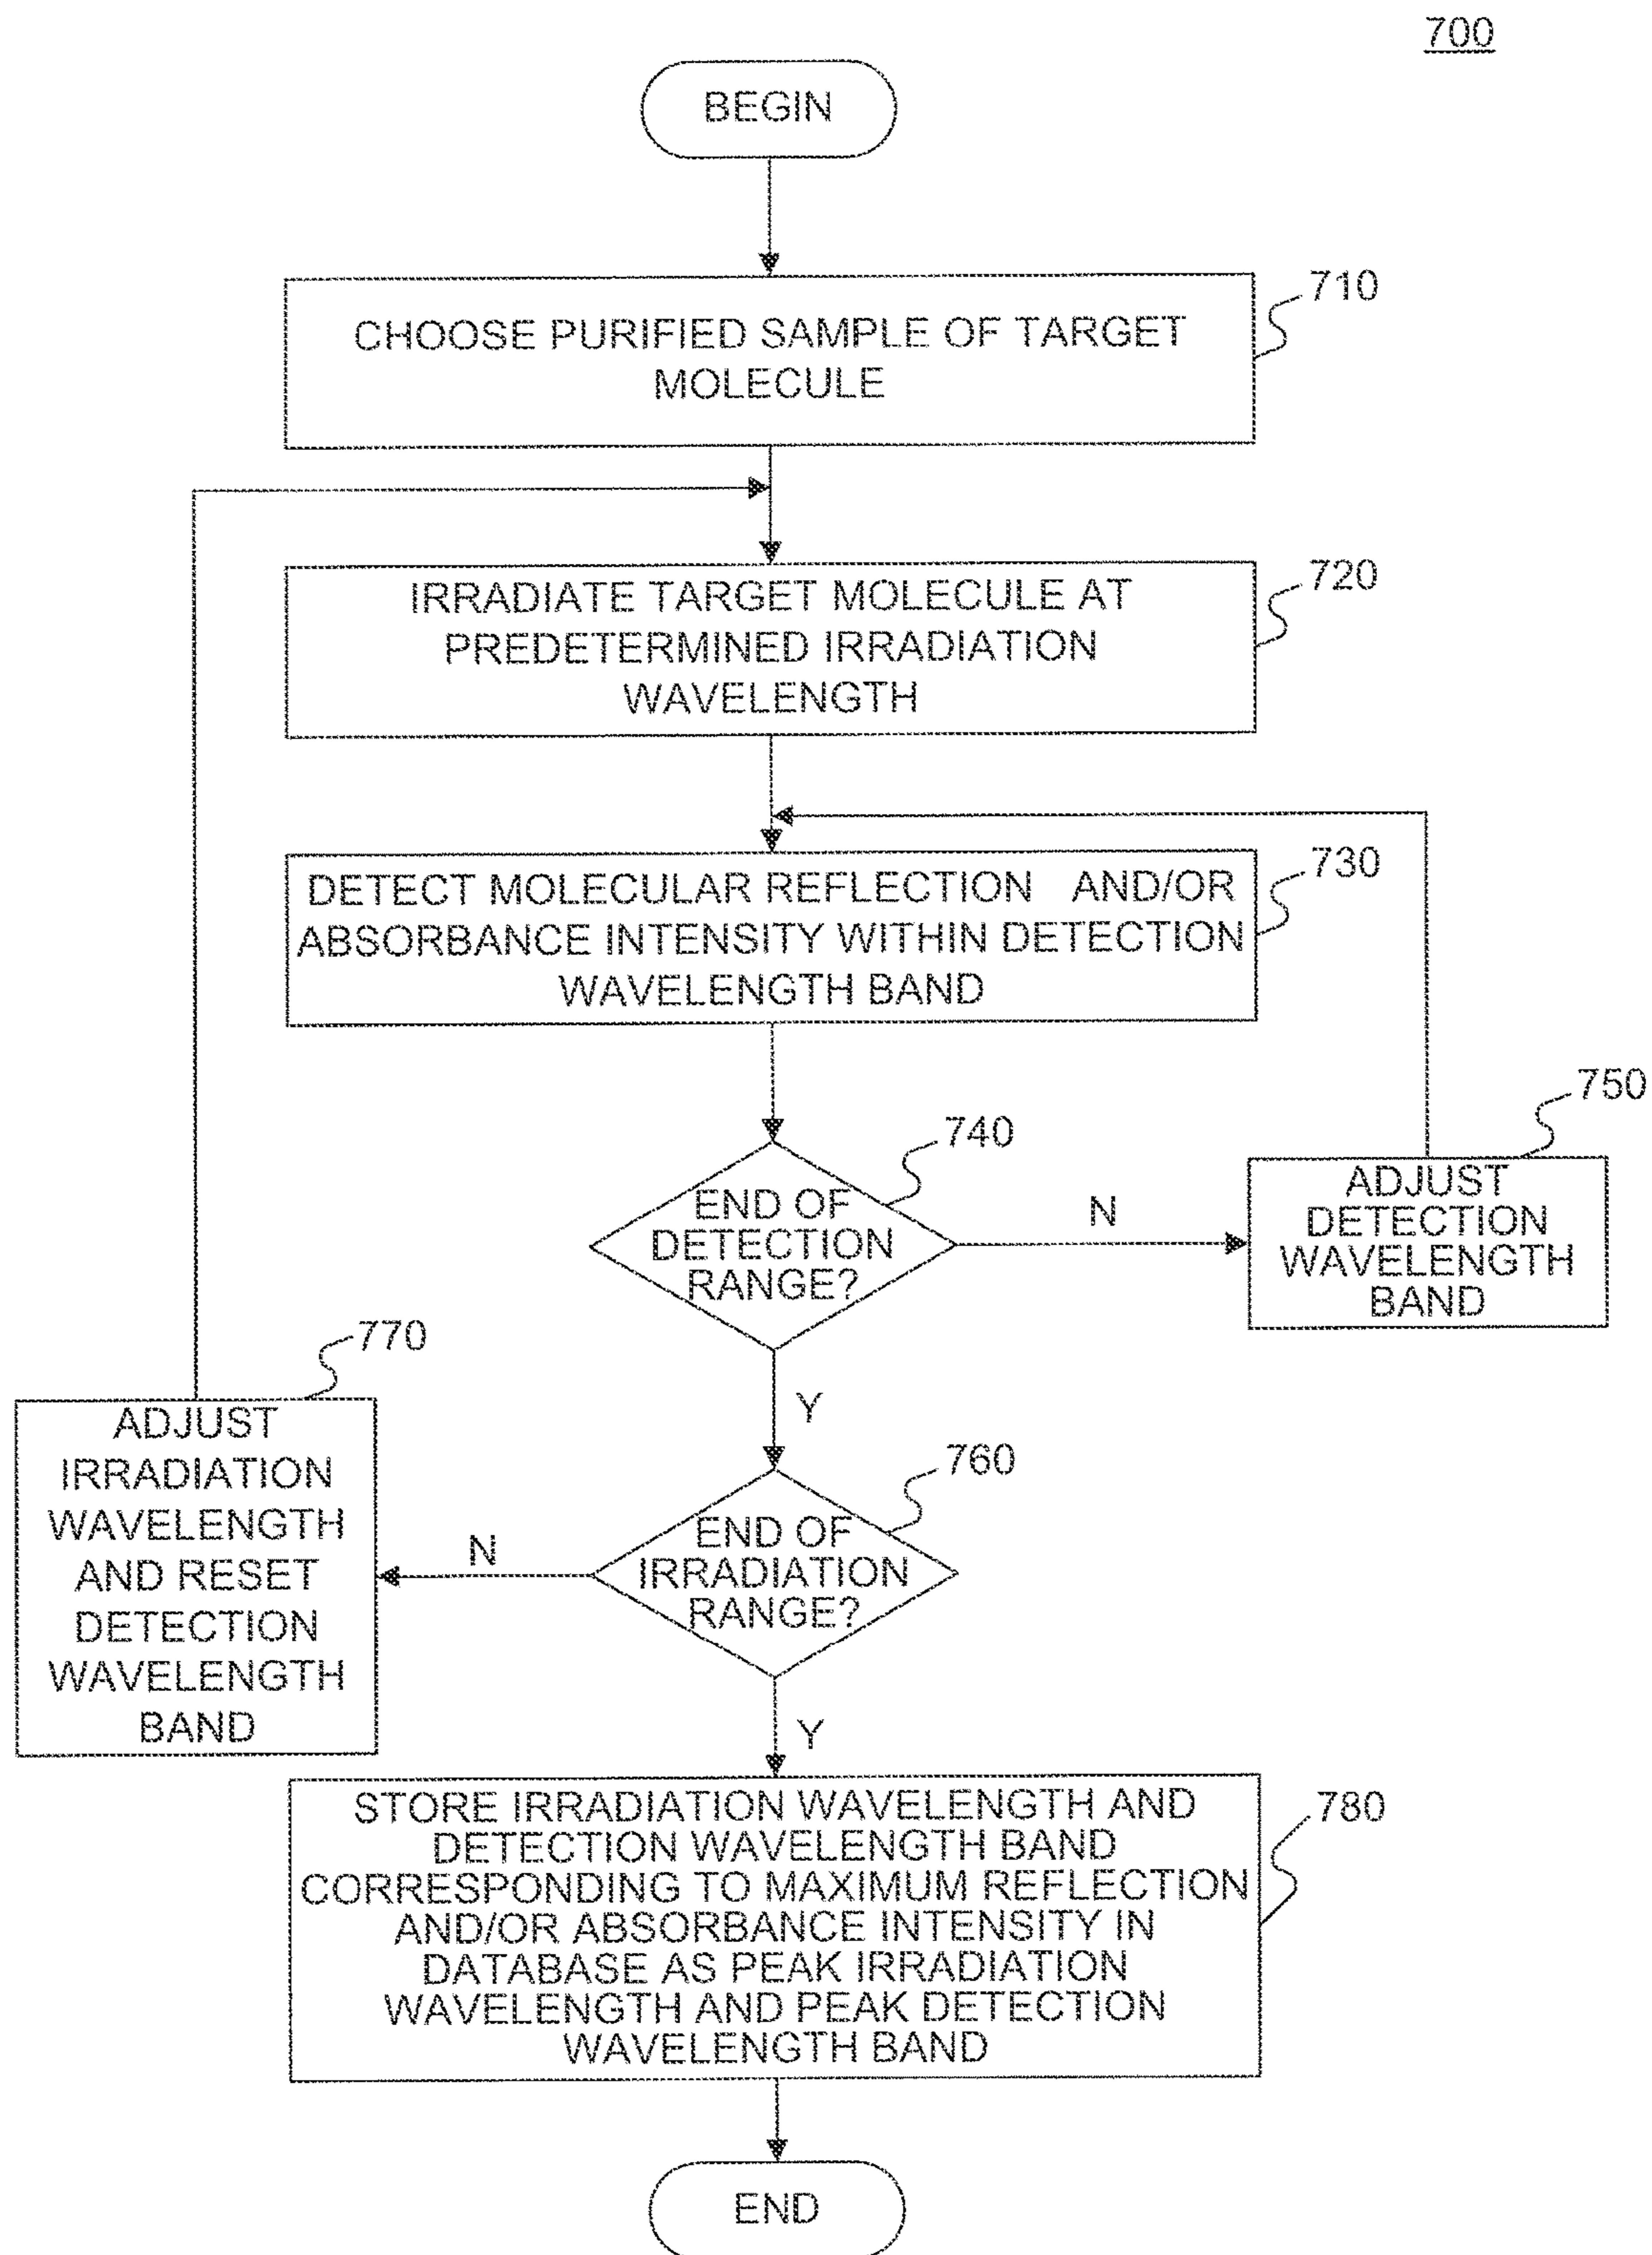 700
BEGIN
710
CHOOSE PURIFIED SAMPLE OF TARGET
MOLECULE
720
IRRADIATE TARGET MOLECULE AT
PREDETERMINED IRRADIATION
WAVELENGTH
730
DETECT MOLECULAR REFLECTION AND/OR
ABSORBANCE INTENSITY WITHIN DETECTION
WAVELENGTH BAND
740
END OF
DETECTION
RANGE?
N
750
ADJUST
DETECTION
WAVELENGTH
BAND
Y
760
END OF
IRRADIATION
RANGE?
N
770
ADJUST
IRRADIATION
WAVELENGTH
AND RESET
DETECTION
WAVELENGTH
BAND
Y
780
STORE IRRADIATION WAVELENGTH AND
DETECTION WAVELENGTH BAND
CORRESPONDING TO MAXIMUM REFLECTION
AND/OR ABSORBANCE INTENSITY IN
DATABASE AS PEAK IRRADIATION
WAVELENGTH AND PEAK DETECTION
WAVELENGTH BAND
END